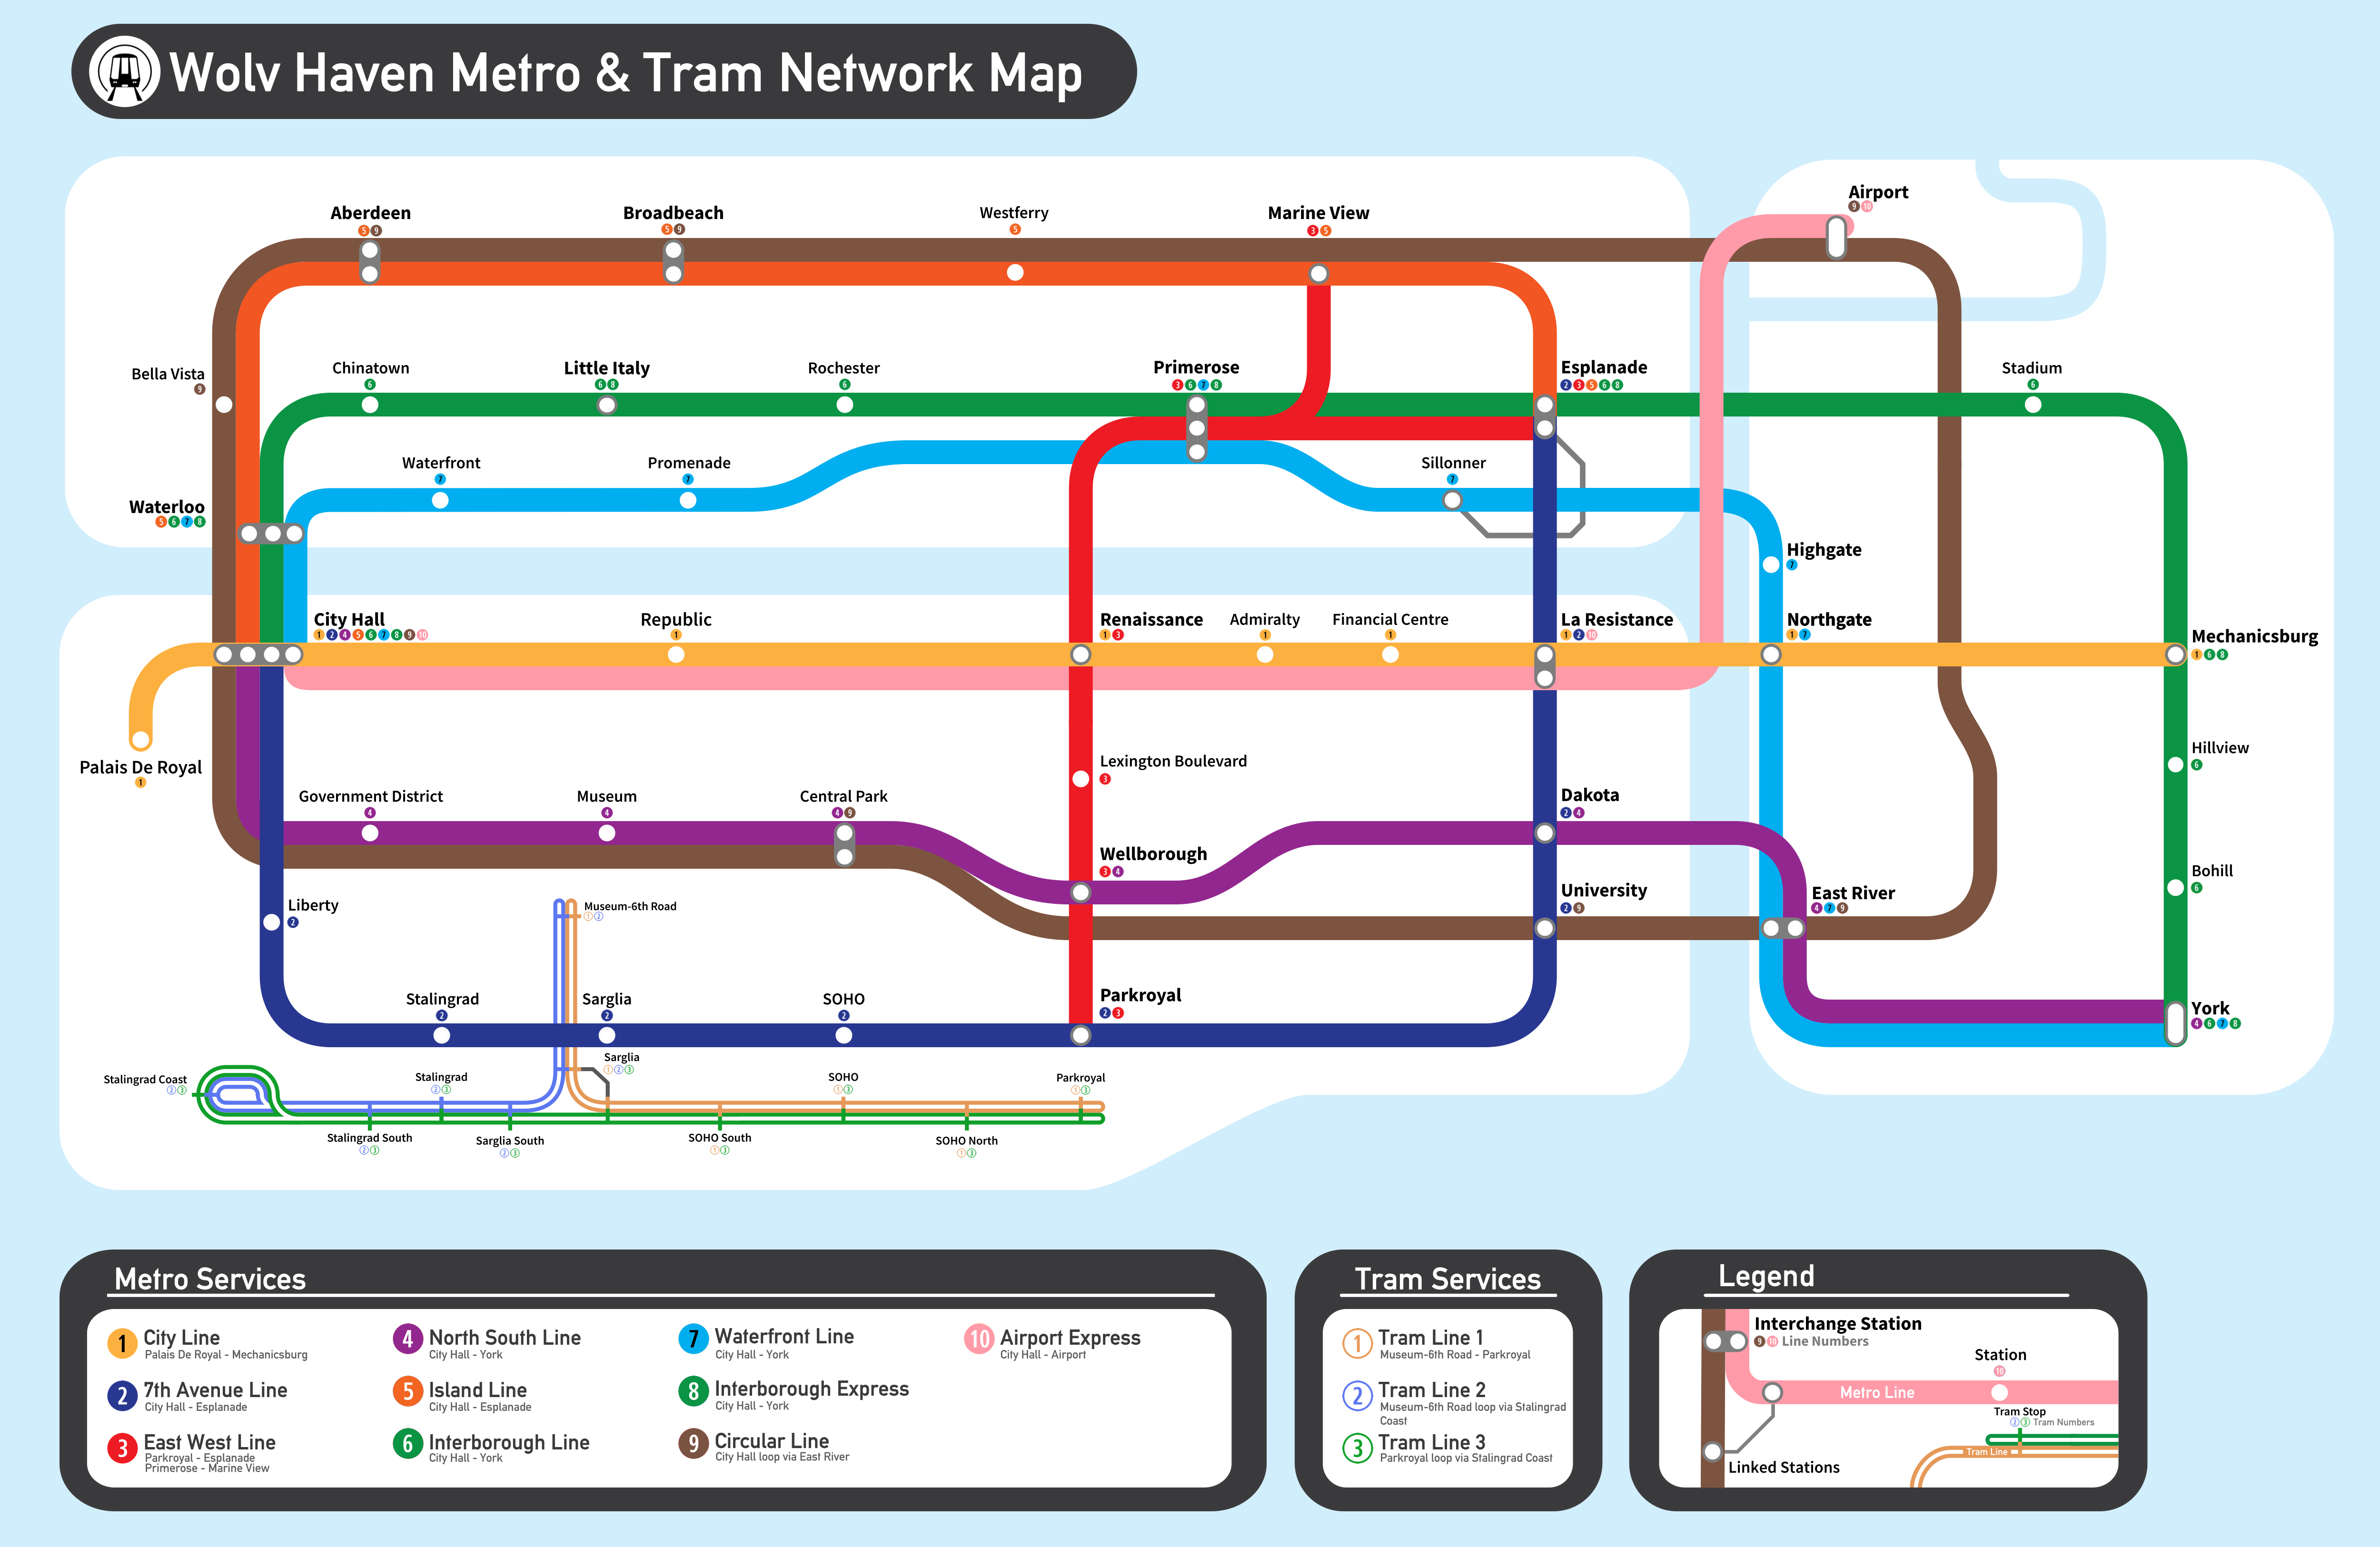 Wolv Haven Metro & Tram Network Map
Airport
9 10
Aberdeen
5 9
Broadbeach
5 9
Westferry
5
Marine View
3 5
Bella Vista
9
Chinatown
6
Little Italy
6 8
Rochester
6
Primerose
3 6 7 8
Esplanade
2 3 5 6 8
Stadium
6
Waterfront
7
Promenade
7
Sillonner
7
Waterloo
5 6 7 8
Highgate
7
City Hall
1 2 4 5 6 7 8 9 10
Republic
1
Renaissance
1 3
Admiralty
1
Financial Centre
1
La Resistance
1 2 10
Northgate
1 7
Mechanicsburg
1 6 8
Palais De Royal
1
Lexington Boulevard
3
Hillview
6
Government District
4
Museum
4
Central Park
4 9
Dakota
2 4
Wellborough
3 4
Bohill
6
University
2 9
East River
4 7 9
Liberty
2
Museum-6th Road
1 2
Stalingrad
2
Sarglia
2
SOHO
2
Parkroyal
2 3
York
4 6 7 8
Sarglia
1 2 3
Stalingrad Coast
2 3
Stalingrad
2 3
SOHO
1 3
Parkroyal
1 3
Stalingrad South
2 3
Sarglia South
2 3
SOHO South
1 3
SOHO North
1 3
Metro Services
1 City Line
Palais De Royal - Mechanicsburg
2 7th Avenue Line
City Hall - Esplanade
3 East West Line
Parkroyal - Esplanade
Primerose - Marine View
4 North South Line
City Hall - York
5 Island Line
City Hall - Esplanade
6 Interborough Line
City Hall - York
7 Waterfront Line
City Hall - York
8 Interborough Express
City Hall - York
9 Circular Line
City Hall loop via East River
10 Airport Express
City Hall - Airport
Tram Services
1 Tram Line 1
Museum-6th Road - Parkroyal
2 Tram Line 2
Museum-6th Road loop via Stalingrad
Coast
3 Tram Line 3
Parkroyal loop via Stalingrad Coast
Legend
Interchange Station
9 10 Line Numbers
Station
10
Metro Line
Tram Stop
2 3 Tram Numbers
Tram Line
Linked Stations